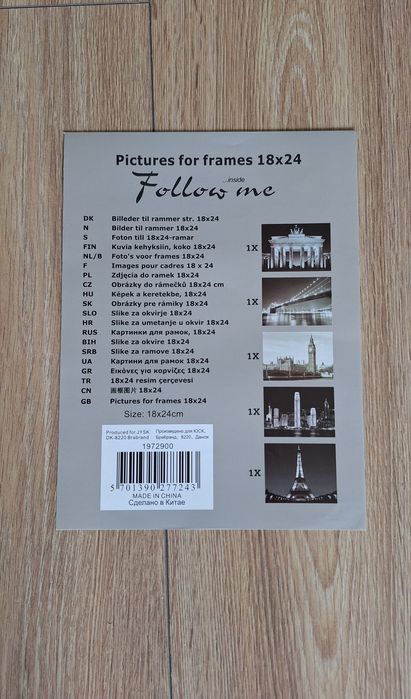 Pictures for frames 18x24
...inside
Follow me
DK Billeder til rammer str. 18x24
N Bilder til rammer 18x24
S Foton till 18x24-ramar
FIN Kuvia kehyksiin, koko 18x24
NL/B Foto's voor frames 18x24
F Images pour cadres 18 x 24
PL Zdjęcia do ramek 18x24
CZ Obrázky do rámečků 18x24 cm
HU Képek a keretekbe, 18x24
SK Obrázky pre rámiky 18x24
SLO Slike za okvirje 18x24
HR Slike za umetanje u okvir 18x24
RUS Картинки для рамок, 18x24
BIH Slike za okvire 18x24
SRB Slike za ramove 18x24
UA Картини для рамок 18x24
GR Εικόνες για κορνίζες 18x24
TR 18x24 resim çerçevesi
CN 画框图片 18x24
GB Pictures for frames 18x24
Size: 18x24cm
1X
1X
1X
1X
1X
Produced for JYSK
DK-8220 Brabrand
Произведено для ЮСК,
Брабранд, 8220, Дания
1972900
5 701390 277243
MADE IN CHINA
Сделано в Китае